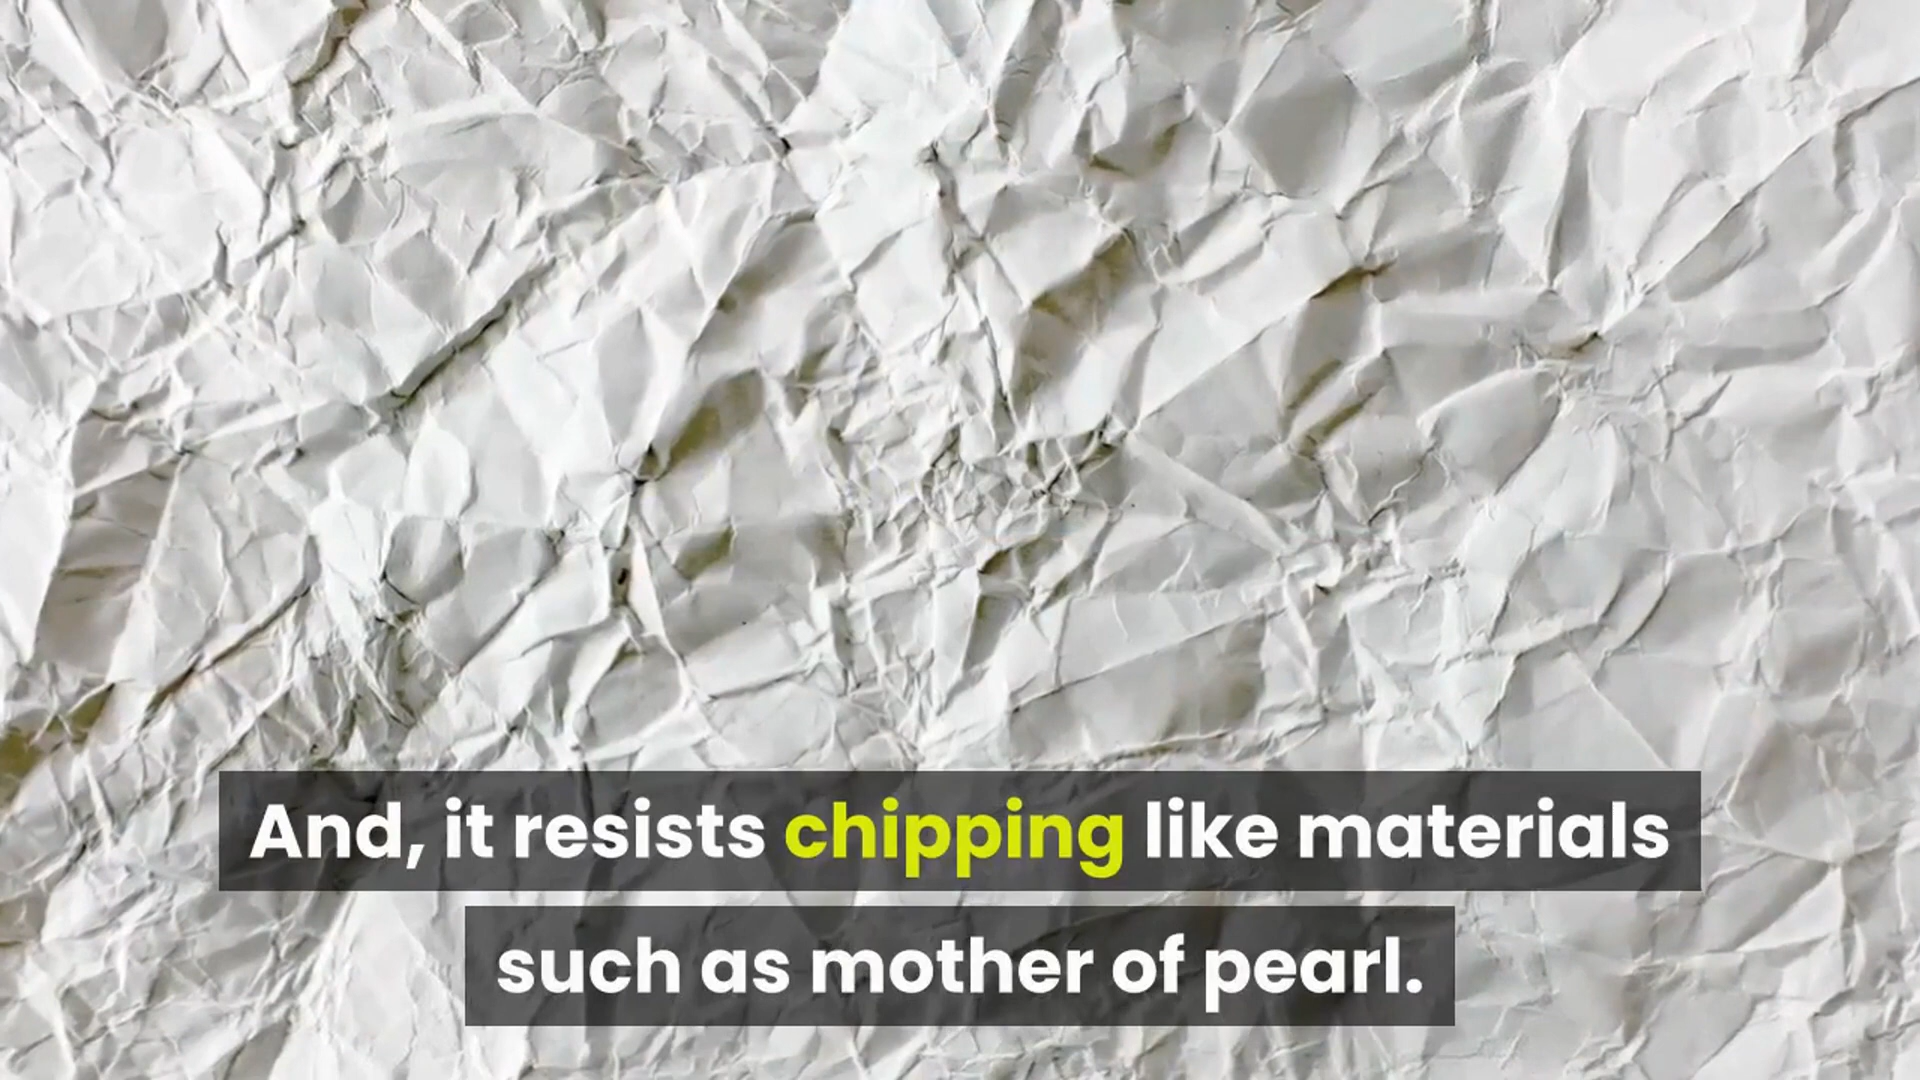 And, it resists chipping like materials
such as mother of pearl.